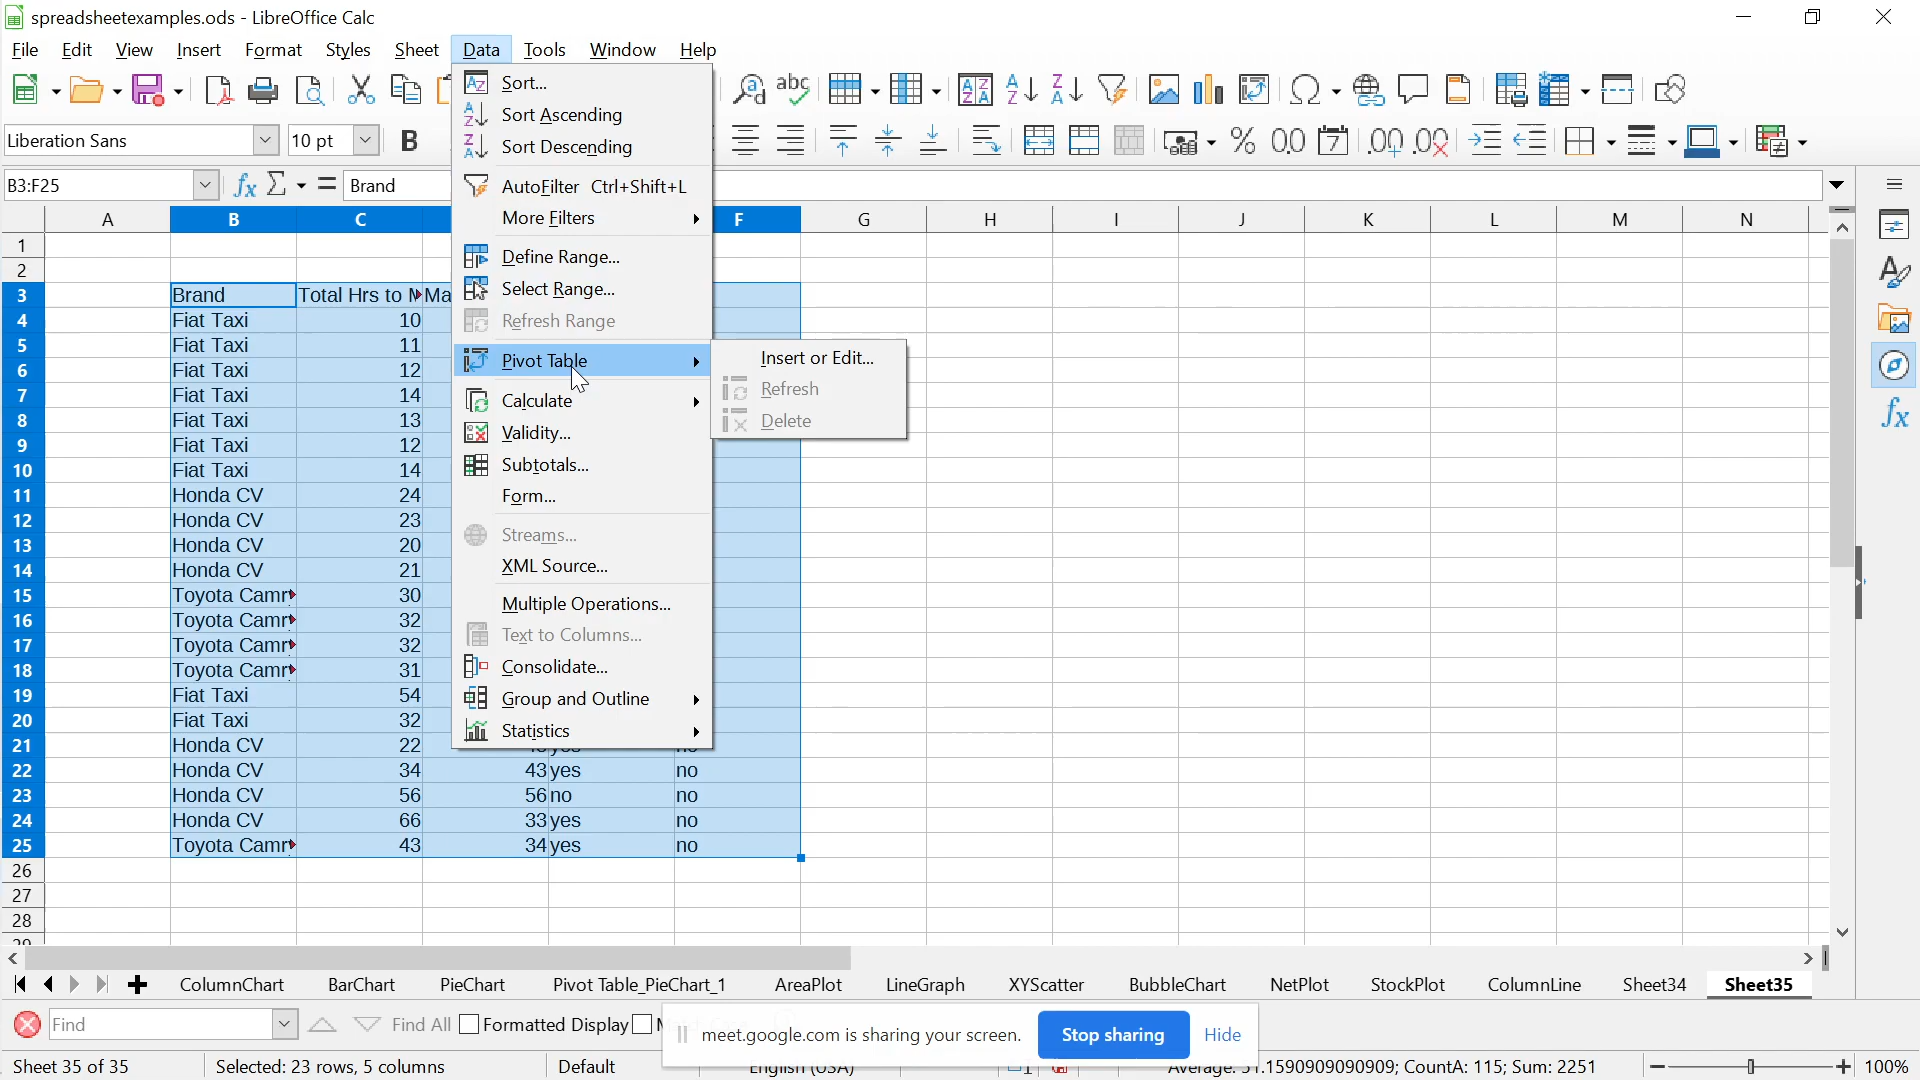 spreadsheetexamples.ods - LibreOffice Calc
File Edit View Insert Format Styles Sheet Data Tools Window Help
Liberation Sans 10 pt
B3:F25 Brand
A B C F G H I J K L M N
Sort...
Sort Ascending
Sort Descending
AutoFilter Ctrl+Shift+L
More Filters
Define Range...
Select Range...
Refresh Range
Pivot Table
Calculate
Validity...
Subtotals...
Form...
Streams...
XML Source...
Multiple Operations...
Text to Columns...
Consolidate...
Group and Outline
Statistics
Insert or Edit...
Refresh
Delete
1
2
3 Brand Total Hrs to
4 Fiat Taxi 10
5 Fiat Taxi 11
6 Fiat Taxi 12
7 Fiat Taxi 14
8 Fiat Taxi 13
9 Fiat Taxi 12
10 Fiat Taxi 14
11 Honda CV 24
12 Honda CV 23
13 Honda CV 20
14 Honda CV 21
15 Toyota Camr 30
16 Toyota Camr 32
17 Toyota Camr 32
18 Toyota Camr 31
19 Fiat Taxi 54
20 Fiat Taxi 32
21 Honda CV 22
22 Honda CV 34 43 yes no
23 Honda CV 56 56 no no
24 Honda CV 66 33 yes no
25 Toyota Camr 43 34 yes no
26
27
28
ColumnChart BarChart PieChart Pivot Table_PieChart_1 AreaPlot LineGraph XYScatter BubbleChart NetPlot StockPlot ColumnLine Sheet34 Sheet35
Find Find All Formatted Display
meet.google.com is sharing your screen. Stop sharing Hide
Sheet 35 of 35 Selected: 23 rows, 5 columns Default English (USA) CountA: 115; Sum: 2251 100%